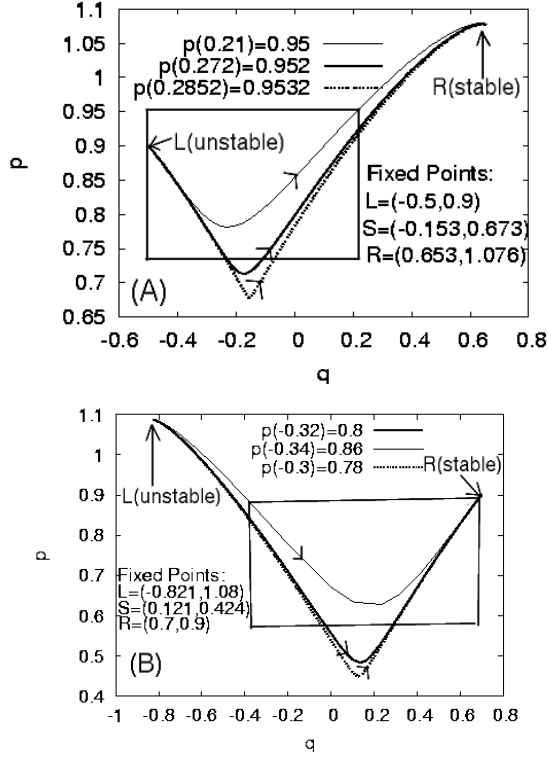 1.1
1.05
1
0.95
0.9
0.85
0.8
0.75
0.7
0.65
p
p(0.21)=0.95
p(0.272)=0.952
p(0.2852)=0.9532
R(stable)
L(unstable)
Fixed Points:
L=(-0.5,0.9)
S=(-0.153,0.673)
R=(0.653,1.076)
(A)
-0.6 -0.4 -0.2 0 0.2 0.4 0.6 0.8
q
1.1
1
0.9
0.8
0.7
0.6
0.5
0.4
p
p(-0.32)=0.8
p(-0.34)=0.86
p(-0.3)=0.78
R(stable)
L(unstable)
Fixed Points:
L=(-0.821,1.08)
S=(0.121,0.424)
R=(0.7,0.9)
(B)
-1 -0.8 -0.6 -0.4 -0.2 0 0.2 0.4 0.6 0.8
q